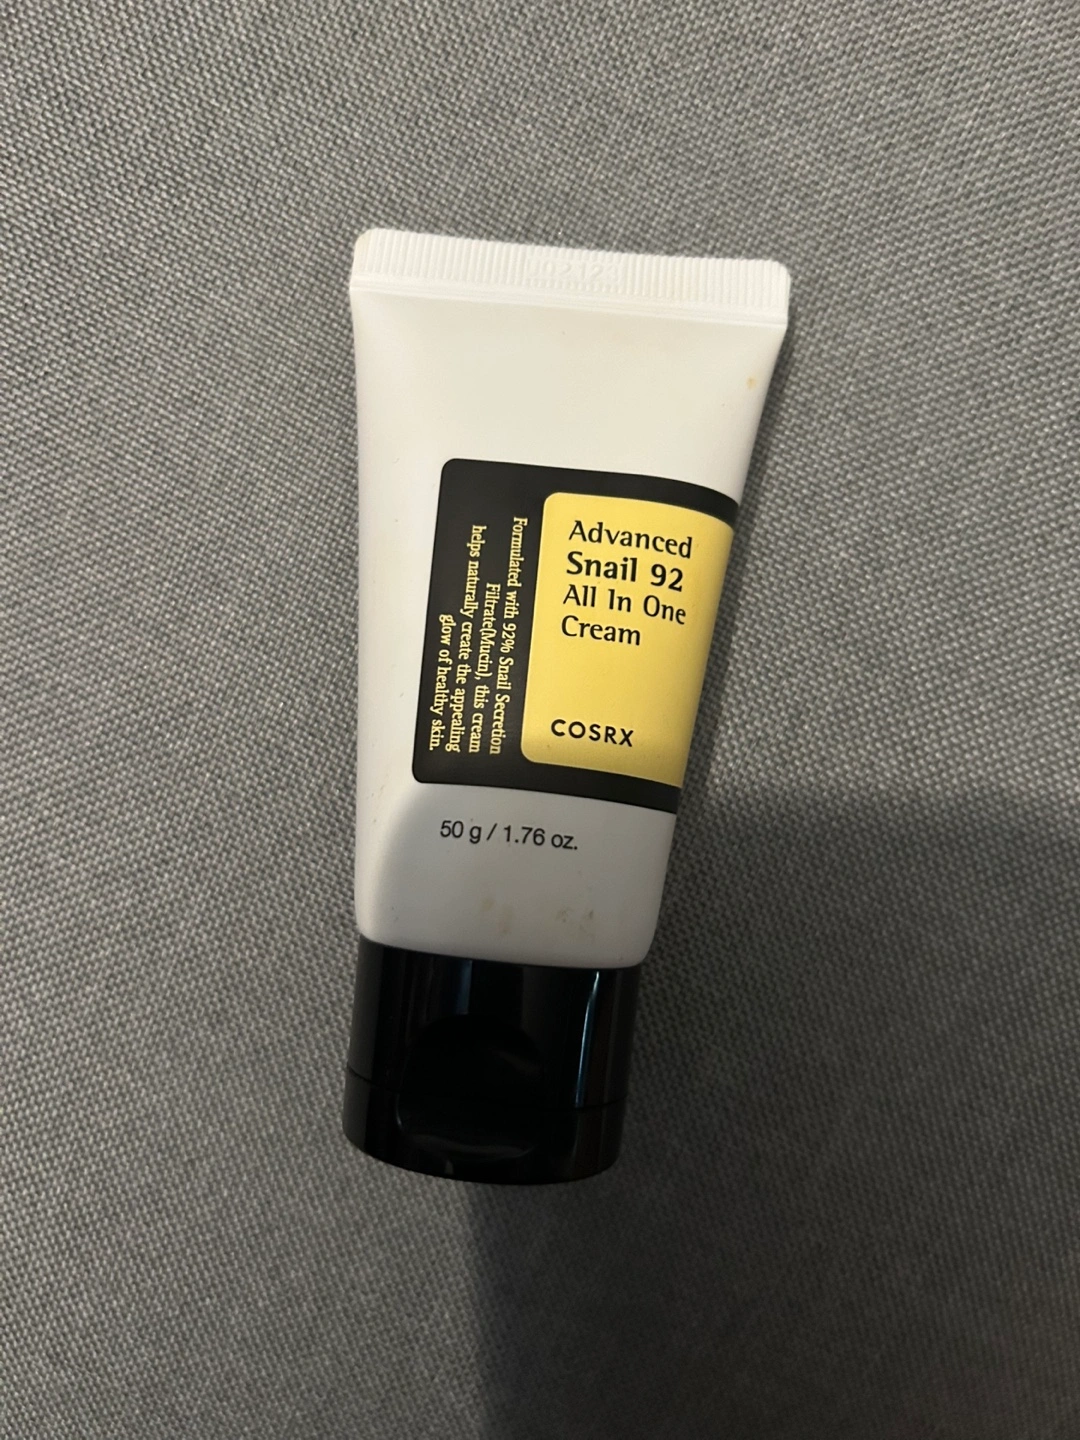 Advanced
Snail 92
All In One
Cream
COSRX
Formulated with 92% Snail Secretion
Filtrate(Mucin), this cream
helps naturally create the appealing
glow of healthy skin.
50 g / 1.76 oz.